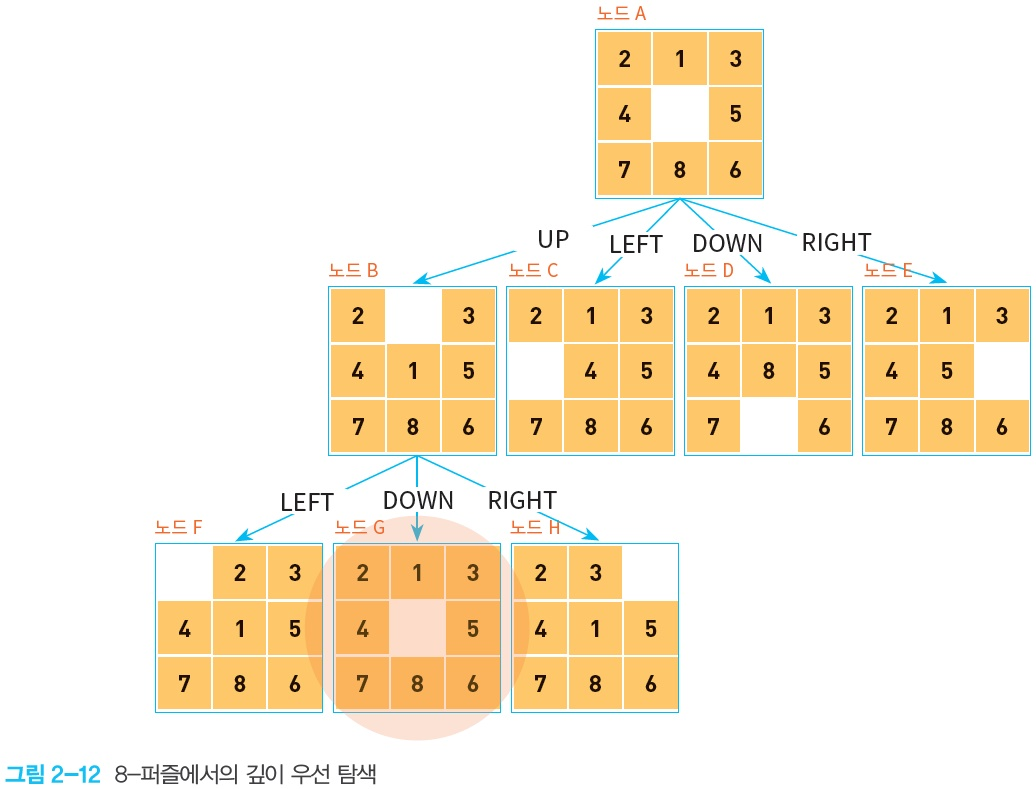 노드 A
2 1 3
4 5
7 8 6
UP LEFT DOWN RIGHT
노드 B 노드 C 노드 D 노드 E
2 3 2 1 3 2 1 3 2 1 3
4 1 5 4 5 4 8 5 4 5
7 8 6 7 8 6 7 6 7 8 6
LEFT DOWN RIGHT
노드 F 노드 G 노드 H
2 3 2 1 3 2 3
4 1 5 4 5 4 1 5
7 8 6 7 8 6 7 8 6
그림 2-12 8-퍼즐에서의 깊이 우선 탐색